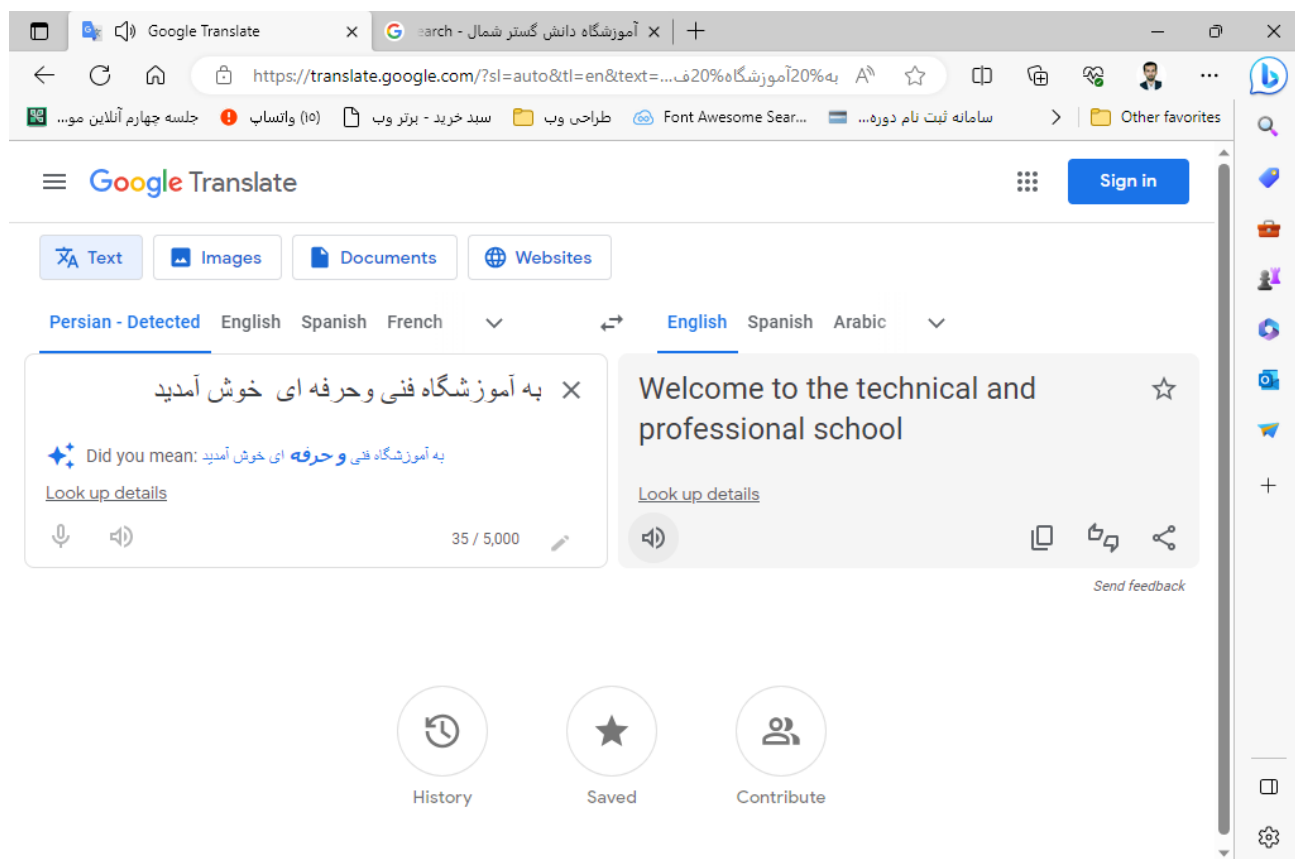 Google Translate
آموزشگاه دانش گستر شمال - earch
https://translate.google.com/?sl=auto&tl=en&text=...به%20آموزشگاه%20ف
جلسه چهارم آنلاین مو...
(۱۵) واتساپ
سبد خرید - برتر وب
طراحی وب
Font Awesome Sear...
سامانه ثبت نام دوره...
Other favorites
Google Translate
Sign in
Text Images Documents Websites
Persian - Detected English Spanish French
English Spanish Arabic
به آموزشگاه فنی وحرفه ای خوش آمدید
Did you mean: به آموزشگاه فنی و حرفه ای خوش آمدید
Look up details
35 / 5,000
Welcome to the technical and
professional school
Look up details
Send feedback
History Saved Contribute